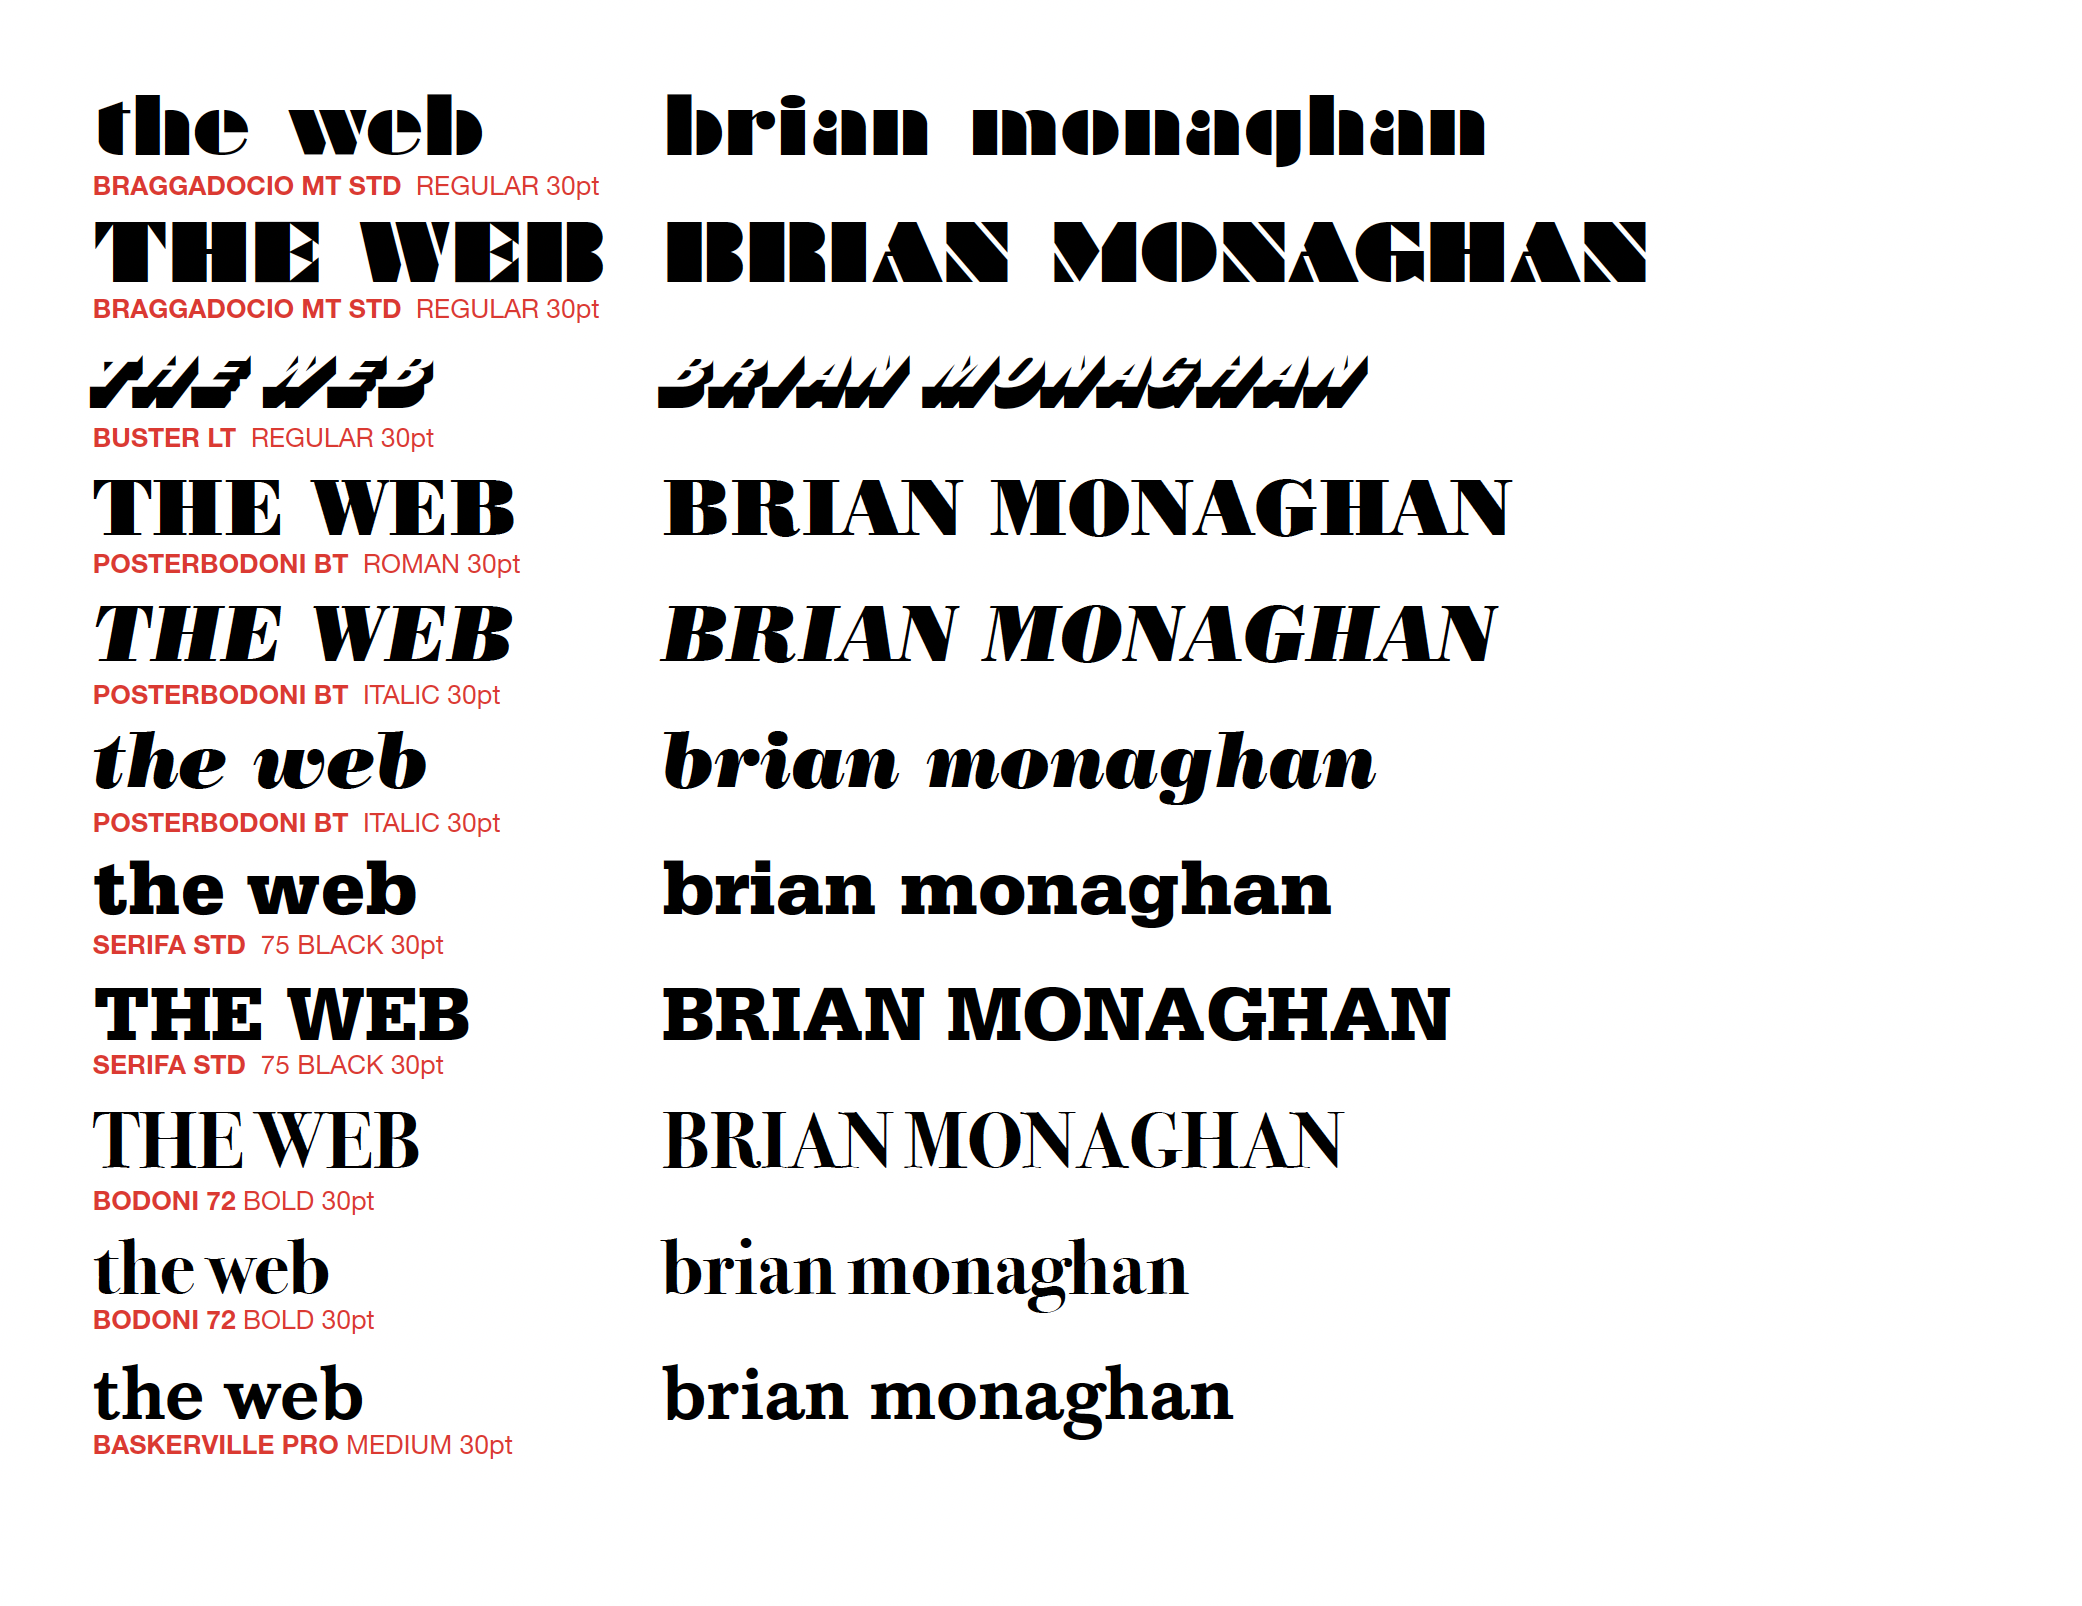 the web brian monaghan
BRAGGADOCIO MT STD REGULAR 30pt
THE WEB BRIAN MONAGHAN
BRAGGADOCIO MT STD REGULAR 30pt
THE WEB BRIAN MONAGHAN
BUSTER LT REGULAR 30pt
THE WEB BRIAN MONAGHAN
POSTERBODONI BT ROMAN 30pt
THE WEB BRIAN MONAGHAN
POSTERBODONI BT ITALIC 30pt
the web brian monaghan
POSTERBODONI BT ITALIC 30pt
the web brian monaghan
SERIFA STD 75 BLACK 30pt
THE WEB BRIAN MONAGHAN
SERIFA STD 75 BLACK 30pt
THE WEB BRIAN MONAGHAN
BODONI 72 BOLD 30pt
the web brian monaghan
BODONI 72 BOLD 30pt
the web brian monaghan
BASKERVILLE PRO MEDIUM 30pt